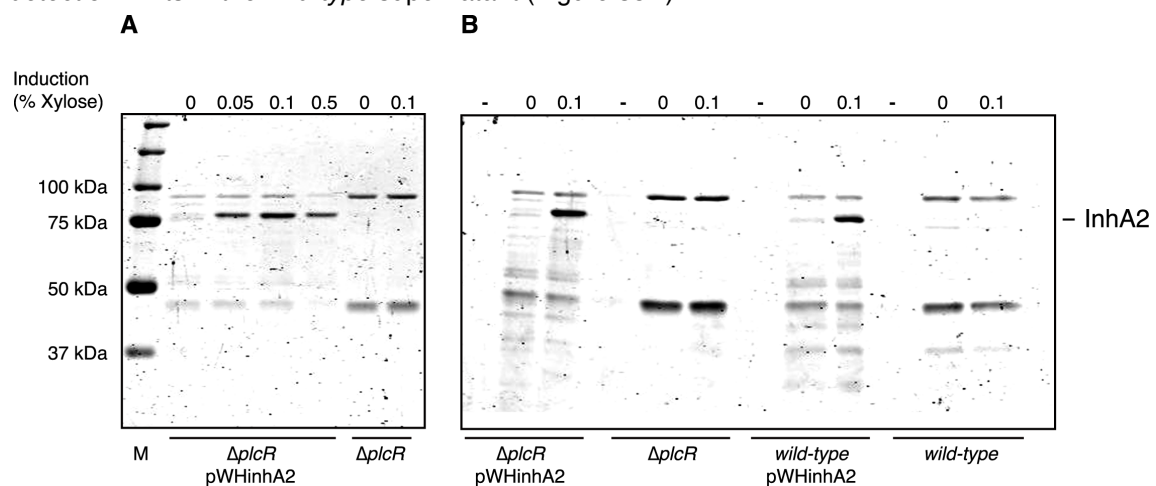 A
B
Induction
(% Xylose)
0 0.05 0.1 0.5 0 0.1
- 0 0.1 - 0 0.1 - 0 0.1 - 0 0.1
100 kDa
75 kDa
50 kDa
37 kDa
– InhA2
M
ΔplcR
pWHinhA2
ΔplcR
ΔplcR
pWHinhA2
ΔplcR
wild-type
pWHinhA2
wild-type